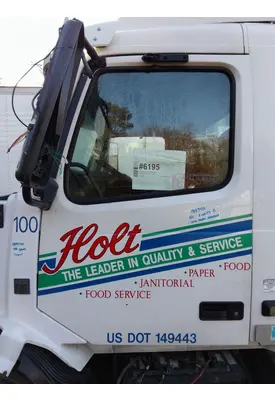 #6195
100
Holt
THE LEADER IN QUALITY & SERVICE
· PAPER · FOOD
· JANITORIAL
· FOOD SERVICE
US DOT 149443